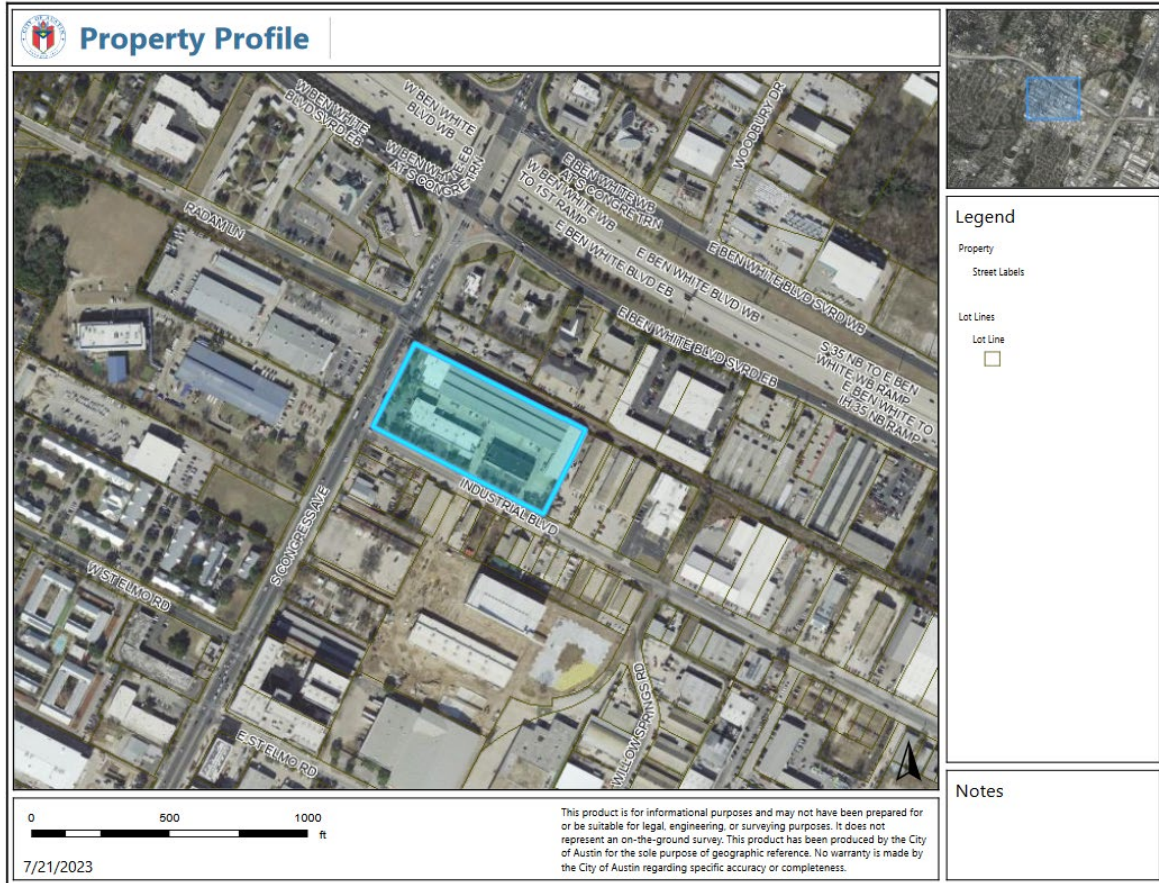 CITY OF AUSTIN
Property Profile
W BEN WHITE
BLVD SVRD EB
W BEN WHITE
BLVD WB
AT S CONGRE TRN
WOODBURY DR
E BEN WHITE WB
AT S CONGRE TRN
W BEN WHITE WB
TO 1ST RAMP
E BEN WHITE BLVD EB
E BEN WHITE BLVD WB
E BEN WHITE BLVD SVRD WB
E BEN WHITE BLVD SVRD EB
S 35 NB TO E BEN
WHITE WB RAMP
E BEN WHITE TO
IH 35 NB RAMP
RADAM LN
INDUSTRIAL BLVD
S CONGRESS AVE
W ST ELMO RD
E ST ELMO RD
WILLOW SPRINGS RD
Legend
Property
Street Labels
Lot Lines
Lot Line
Notes
0 500 1000
ft
7/21/2023
This product is for informational purposes and may not have been prepared for
or be suitable for legal, engineering, or surveying purposes. It does not
represent an on-the-ground survey. This product has been produced by the City
of Austin for the sole purpose of geographic reference. No warranty is made by
the City of Austin regarding specific accuracy or completeness.